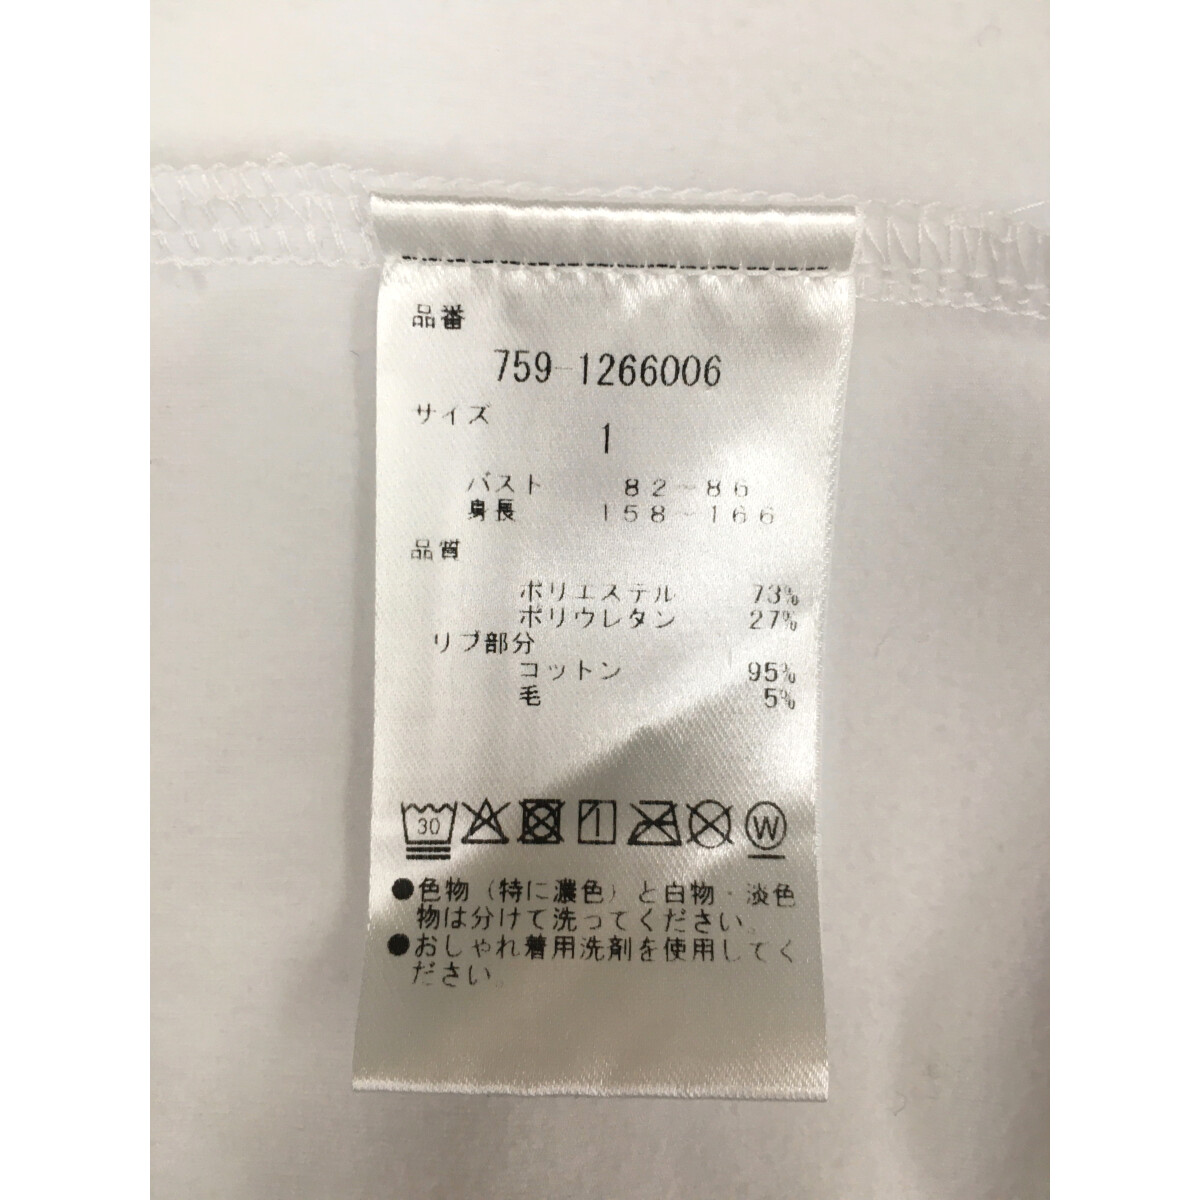 品番
759-1266006
サイズ
1
バスト 82～86
身長 158～166
品質
ポリエステル 73%
ポリウレタン 27%
リブ部分
コットン 95%
毛 5%
30 W
●色物（特に濃色）と白物・淡色
物は分けて洗ってください。
●おしゃれ着用洗剤を使用してく
ださい。